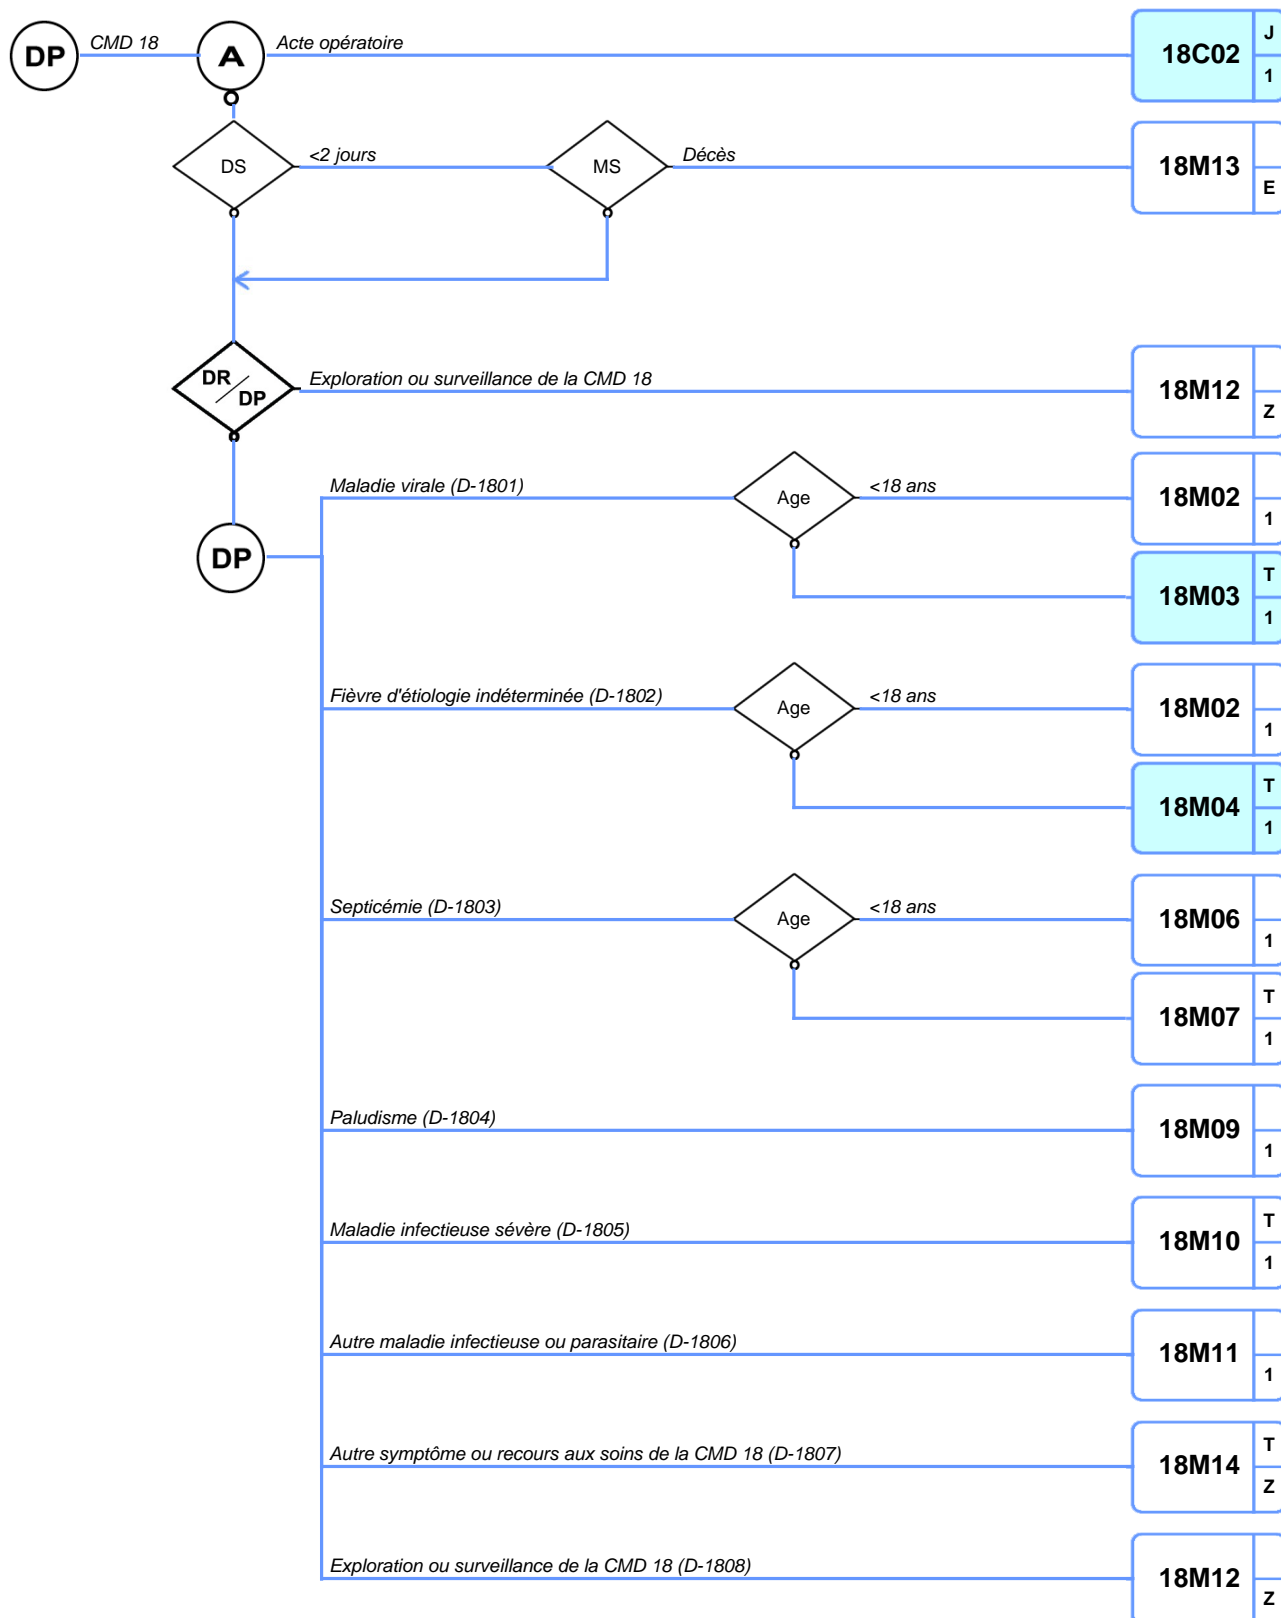 DP CMD 18 A Acte opératoire 18C02 J 1
DS <2 jours MS Décès 18M13 E
DR / DP Exploration ou surveillance de la CMD 18 18M12 Z
DP
Maladie virale (D-1801) Age <18 ans 18M02 1
18M03 T 1
Fièvre d'étiologie indéterminée (D-1802) Age <18 ans 18M02 1
18M04 T 1
Septicémie (D-1803) Age <18 ans 18M06 1
18M07 T 1
Paludisme (D-1804) 18M09 1
Maladie infectieuse sévère (D-1805) 18M10 T 1
Autre maladie infectieuse ou parasitaire (D-1806) 18M11 1
Autre symptôme ou recours aux soins de la CMD 18 (D-1807) 18M14 T Z
Exploration ou surveillance de la CMD 18 (D-1808) 18M12 Z